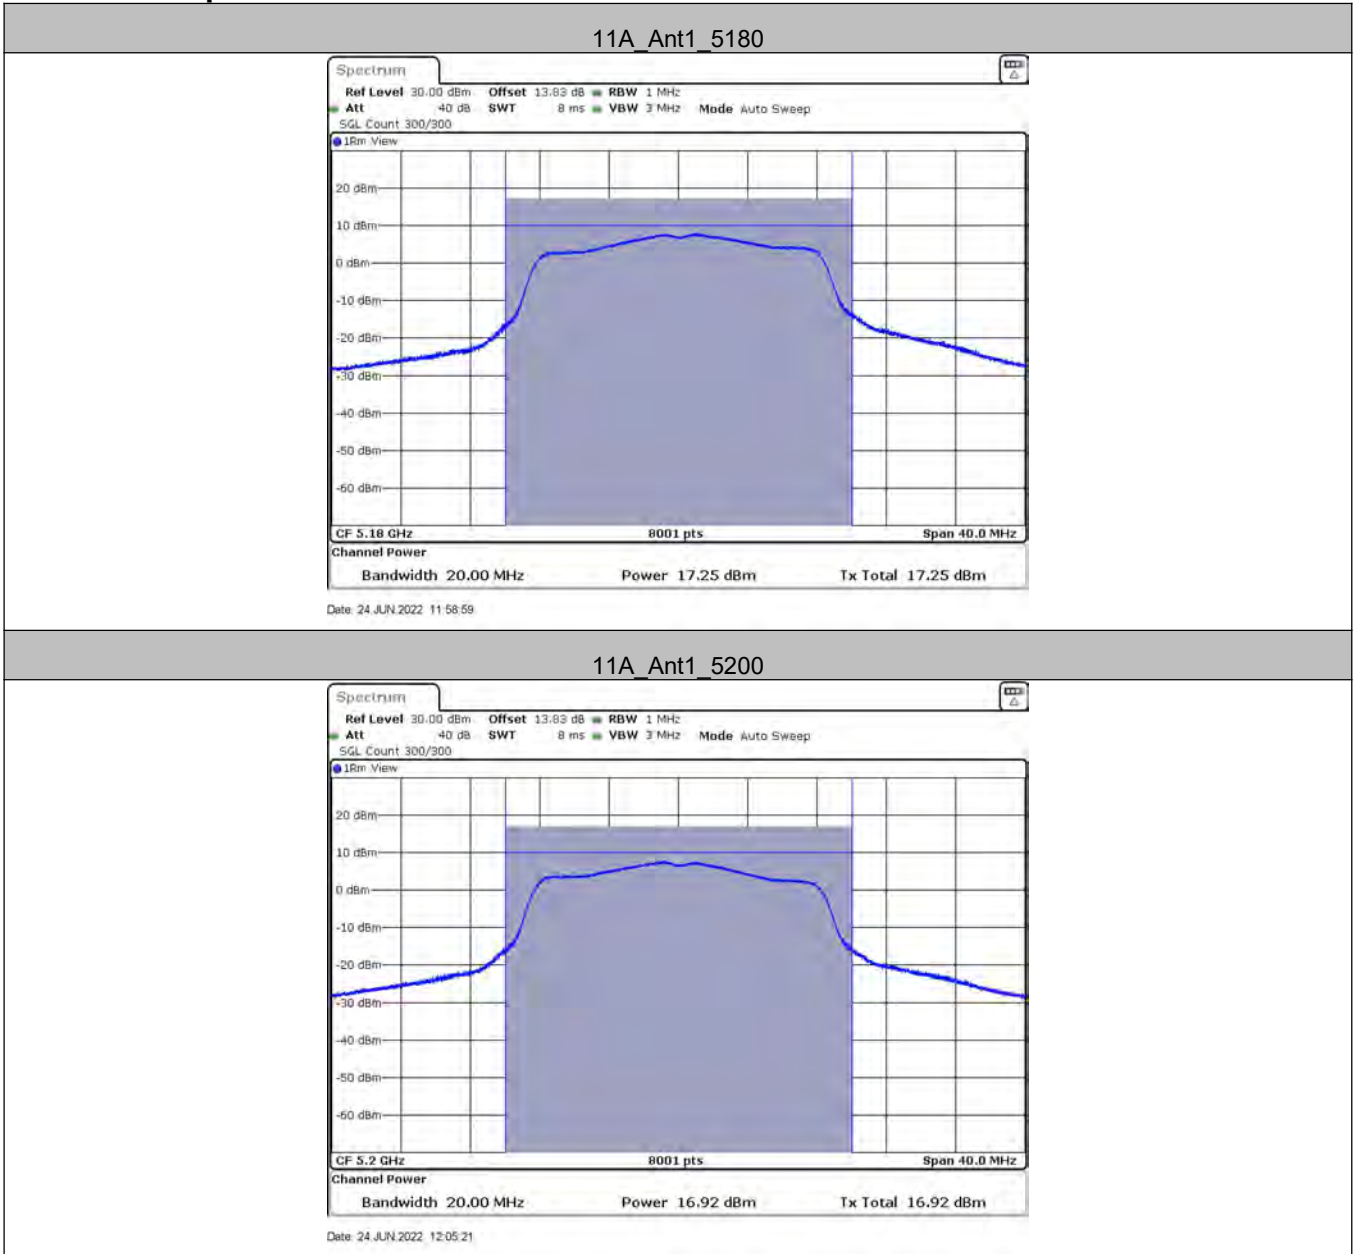 11A_Ant1_5180
Spectrum
Ref Level 30.00 dBm Offset 13.83 dB RBW 1 MHz
Att 40 dB SWT 8 ms VBW 3 MHz Mode Auto Sweep
SGL Count 300/300
1Rm View
20 dBm
10 dBm
0 dBm
-10 dBm
-20 dBm
-30 dBm
-40 dBm
-50 dBm
-60 dBm
CF 5.18 GHz 8001 pts Span 40.0 MHz
Channel Power
Bandwidth 20.00 MHz Power 17.25 dBm Tx Total 17.25 dBm
Date: 24.JUN.2022 11:58:59
11A_Ant1_5200
Spectrum
Ref Level 30.00 dBm Offset 13.83 dB RBW 1 MHz
Att 40 dB SWT 8 ms VBW 3 MHz Mode Auto Sweep
SGL Count 300/300
1Rm View
20 dBm
10 dBm
0 dBm
-10 dBm
-20 dBm
-30 dBm
-40 dBm
-50 dBm
-60 dBm
CF 5.2 GHz 8001 pts Span 40.0 MHz
Channel Power
Bandwidth 20.00 MHz Power 16.92 dBm Tx Total 16.92 dBm
Date: 24.JUN.2022 12:05:21